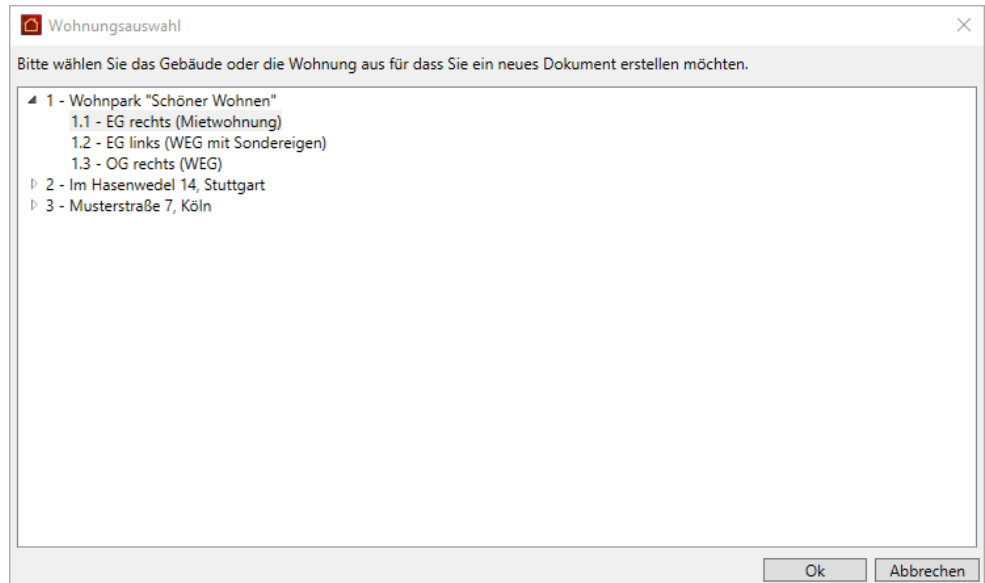 Wohnungsauswahl
Bitte wählen Sie das Gebäude oder die Wohnung aus für dass Sie ein neues Dokument erstellen möchten.
1 - Wohnpark "Schöner Wohnen"
1.1 - EG rechts (Mietwohnung)
1.2 - EG links (WEG mit Sondereigen)
1.3 - OG rechts (WEG)
2 - Im Hasenwedel 14, Stuttgart
3 - Musterstraße 7, Köln
Ok Abbrechen